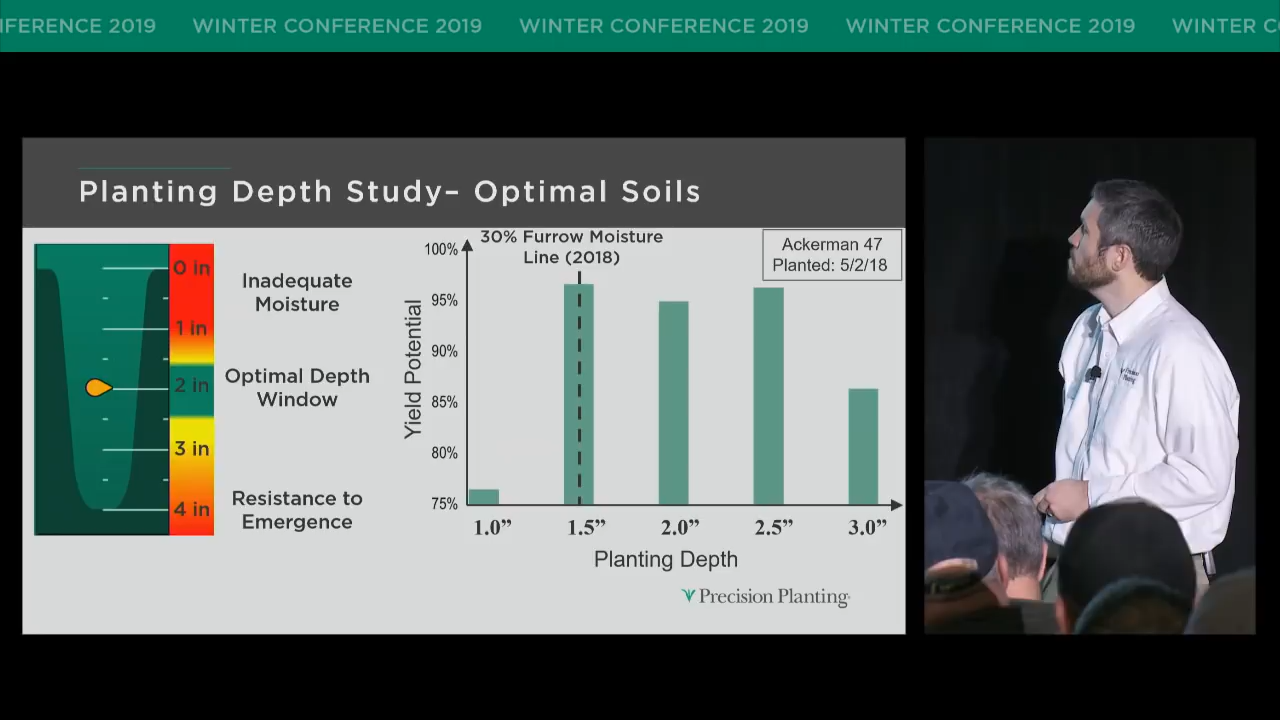 FERENCE 2019 WINTER CONFERENCE 2019 WINTER CONFERENCE 2019 WINTER CONFERENCE 2019 WINTER
Planting Depth Study– Optimal Soils
0 in
1 in
2 in
3 in
4 in
Inadequate
Moisture
Optimal Depth
Window
Resistance to
Emergence
30% Furrow Moisture
Line (2018)
Ackerman 47
Planted: 5/2/18
Yield Potential
100%
95%
90%
85%
80%
75%
1.0” 1.5” 2.0” 2.5” 3.0”
Planting Depth
Precision Planting
Precision
Planting